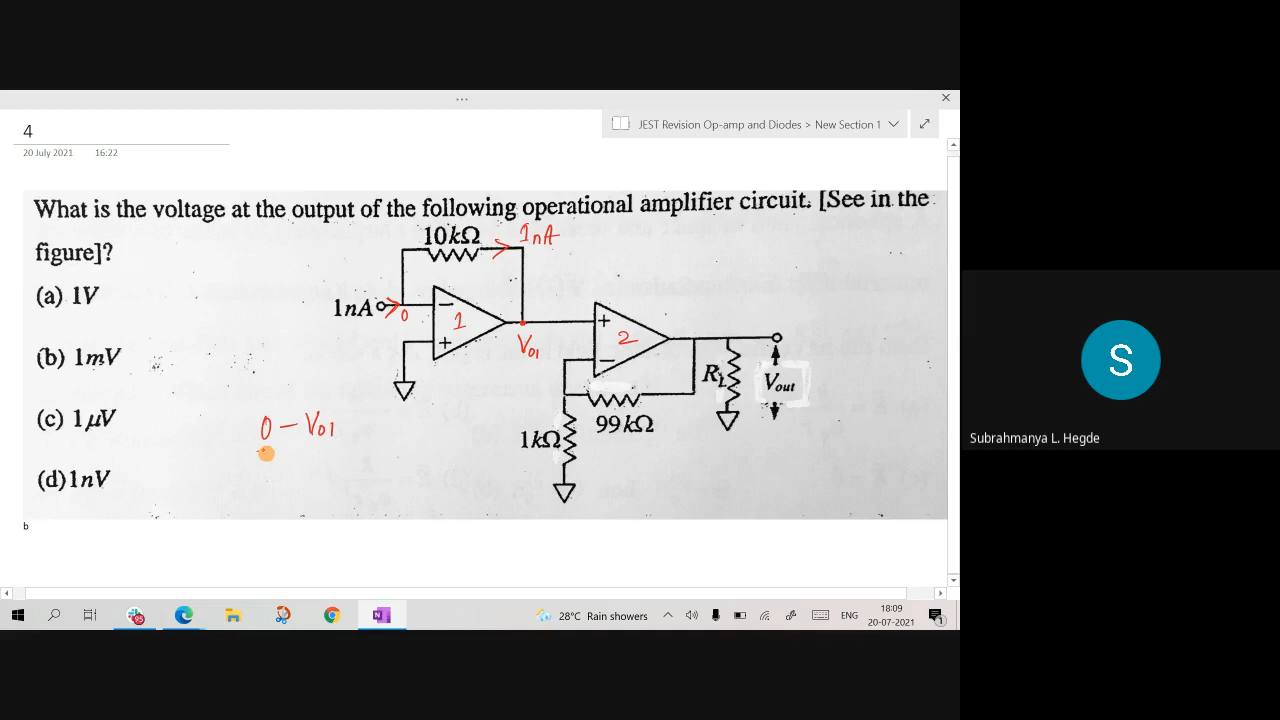 JEST Revision Op-amp and Diodes > New Section 1
4
20 July 2021 16:22
What is the voltage at the output of the following operational amplifier circuit. [See in the
figure]?
(a) 1V
(b) 1mV
(c) 1μV
(d) 1nV
10kΩ
1nA
1nA
0
−
+
1
V01
+
−
2
RL
Vout
99kΩ
1kΩ
0 − V01
b
S
Subrahmanya L. Hegde
95
28°C Rain showers
ENG
18:09
20-07-2021
1